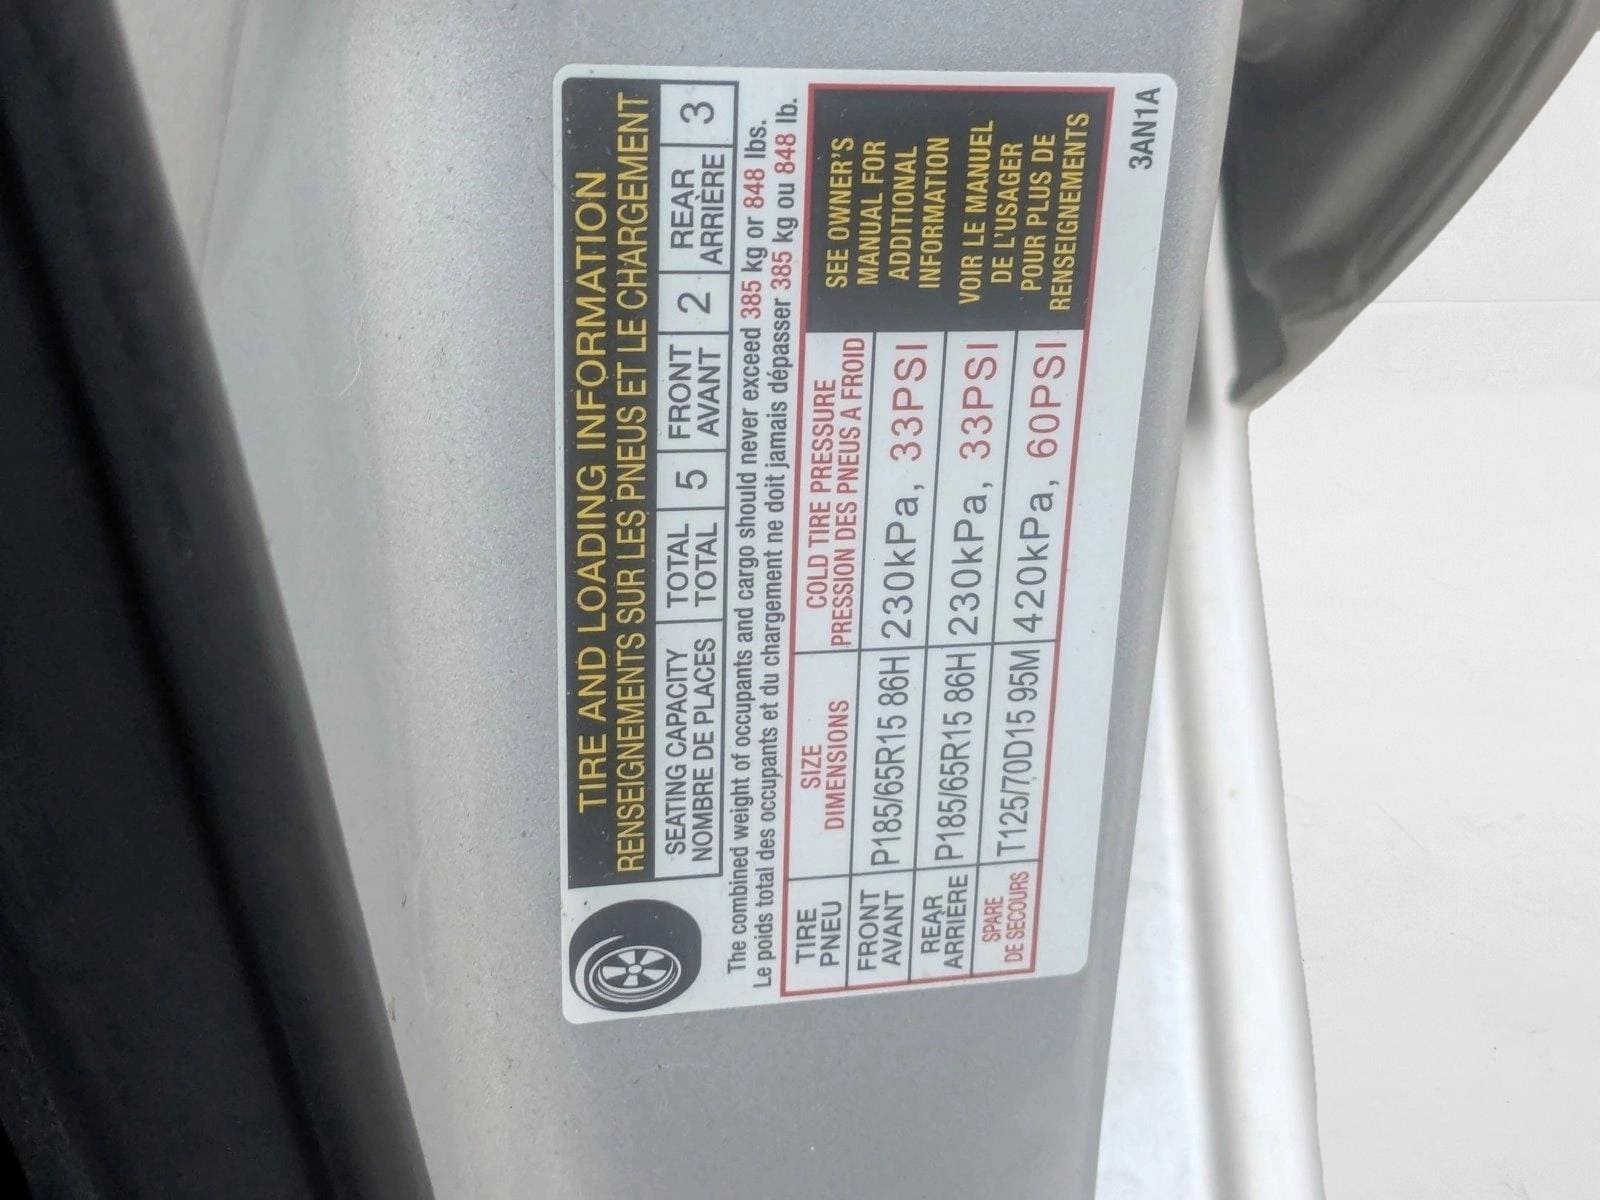 TIRE AND LOADING INFORMATION
RENSEIGNEMENTS SUR LES PNEUS ET LE CHARGEMENT
SEATING CAPACITY TOTAL 5 FRONT 2 REAR 3
NOMBRE DE PLACES TOTAL AVANT ARRIÈRE
The combined weight of occupants and cargo should never exceed 385 kg or 848 lbs.
Le poids total des occupants et du chargement ne doit jamais dépasser 385 kg ou 848 lb.
TIRE SIZE COLD TIRE PRESSURE
PNEU DIMENSIONS PRESSION DES PNEUS A FROID
FRONT
AVANT P185/65R15 86H 230kPa, 33PSI
REAR
ARRIÈRE P185/65R15 86H 230kPa, 33PSI
SPARE
DE SECOURS T125/70D15 95M 420kPa, 60PSI
SEE OWNER'S
MANUAL FOR
ADDITIONAL
INFORMATION
VOIR LE MANUEL
DE L'USAGER
POUR PLUS DE
RENSEIGNEMENTS
3AN1A